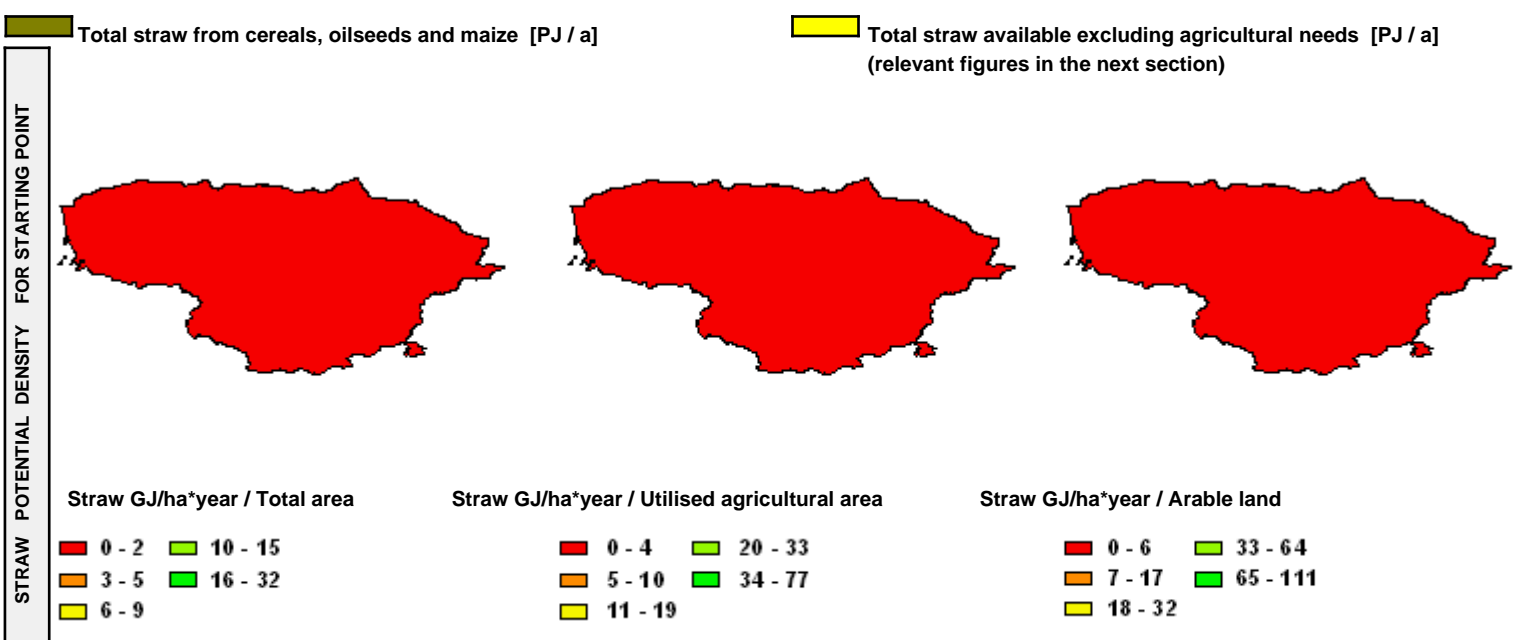 Total straw from cereals, oilseeds and maize [PJ / a]
Total straw available excluding agricultural needs [PJ / a]
(relevant figures in the next section)
STRAW POTENTIAL DENSITY FOR STARTING POINT
Straw GJ/ha*year / Total area
0 - 2
10 - 15
3 - 5
16 - 32
6 - 9
Straw GJ/ha*year / Utilised agricultural area
0 - 4
20 - 33
5 - 10
34 - 77
11 - 19
Straw GJ/ha*year / Arable land
0 - 6
33 - 64
7 - 17
65 - 111
18 - 32